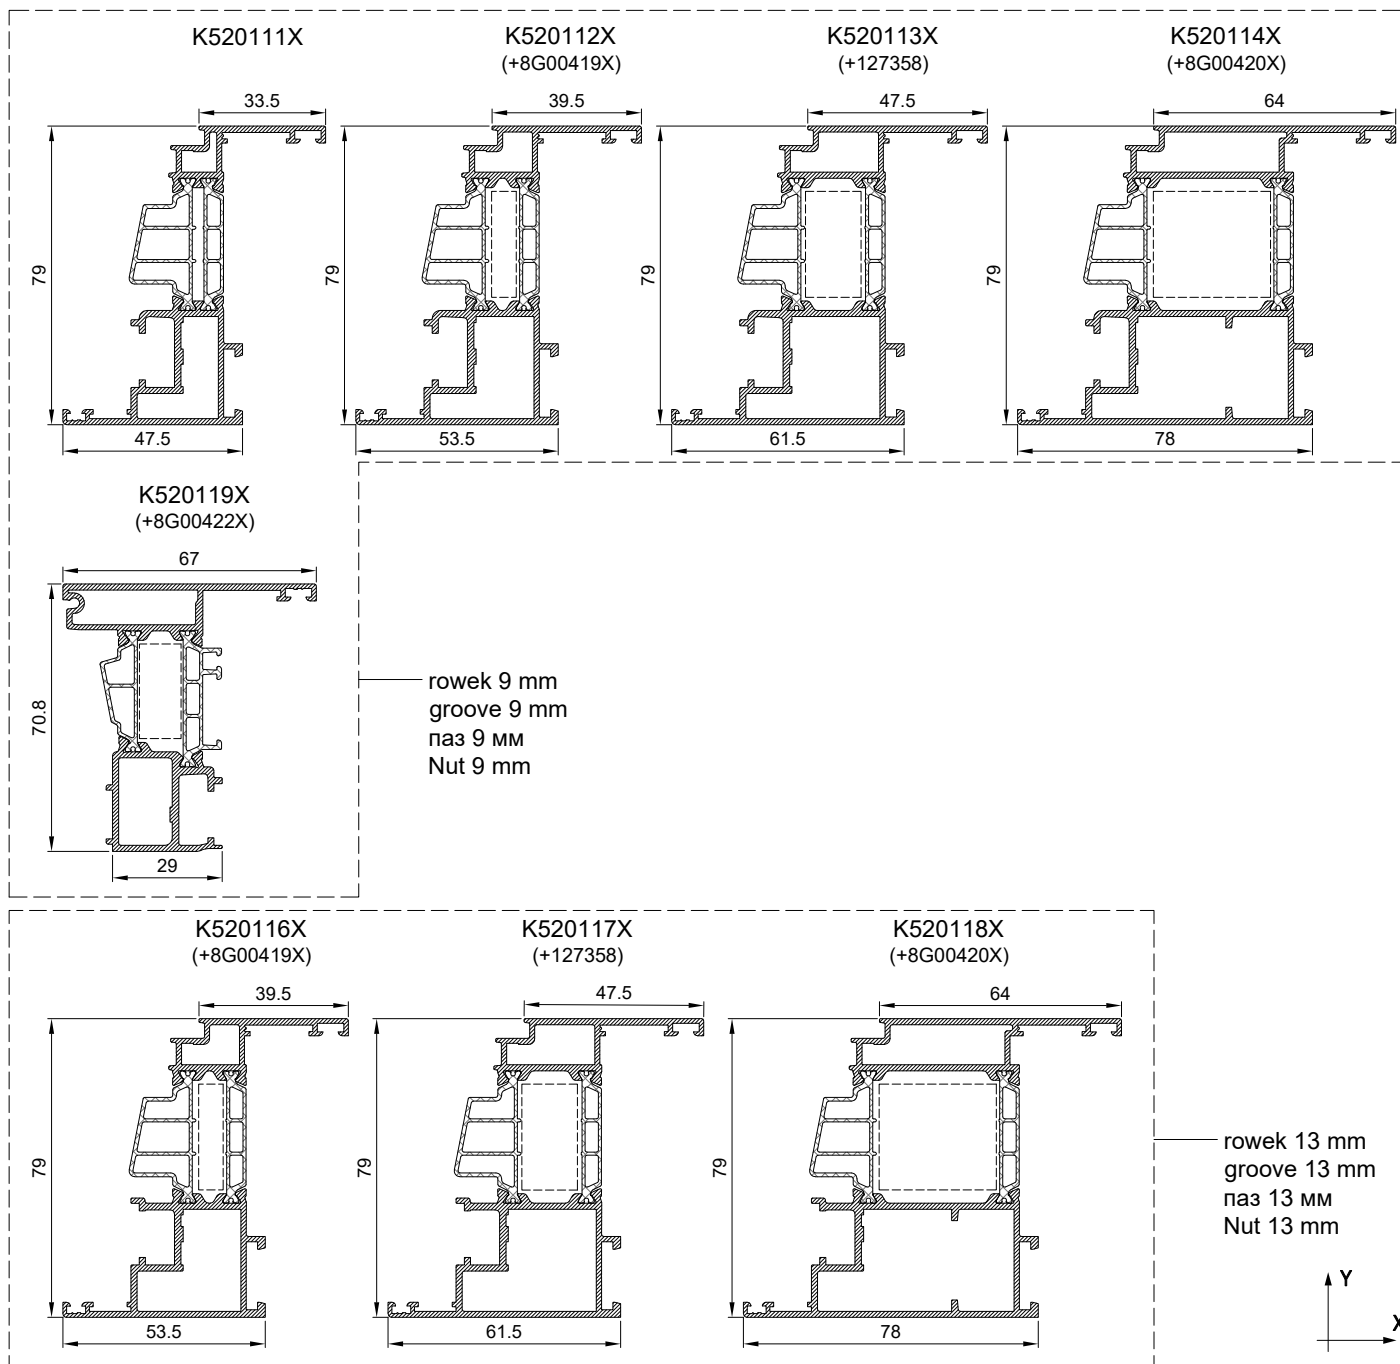 K520111X
K520112X
(+8G00419X)
K520113X
(+127358)
K520114X
(+8G00420X)
33.5
39.5
47.5
64
79
79
79
79
47.5
53.5
61.5
78
K520119X
(+8G00422X)
67
70.8
29
rowek 9 mm
groove 9 mm
паз 9 мм
Nut 9 mm
K520116X
(+8G00419X)
K520117X
(+127358)
K520118X
(+8G00420X)
39.5
47.5
64
79
79
79
53.5
61.5
78
rowek 13 mm
groove 13 mm
паз 13 мм
Nut 13 mm
Y
X